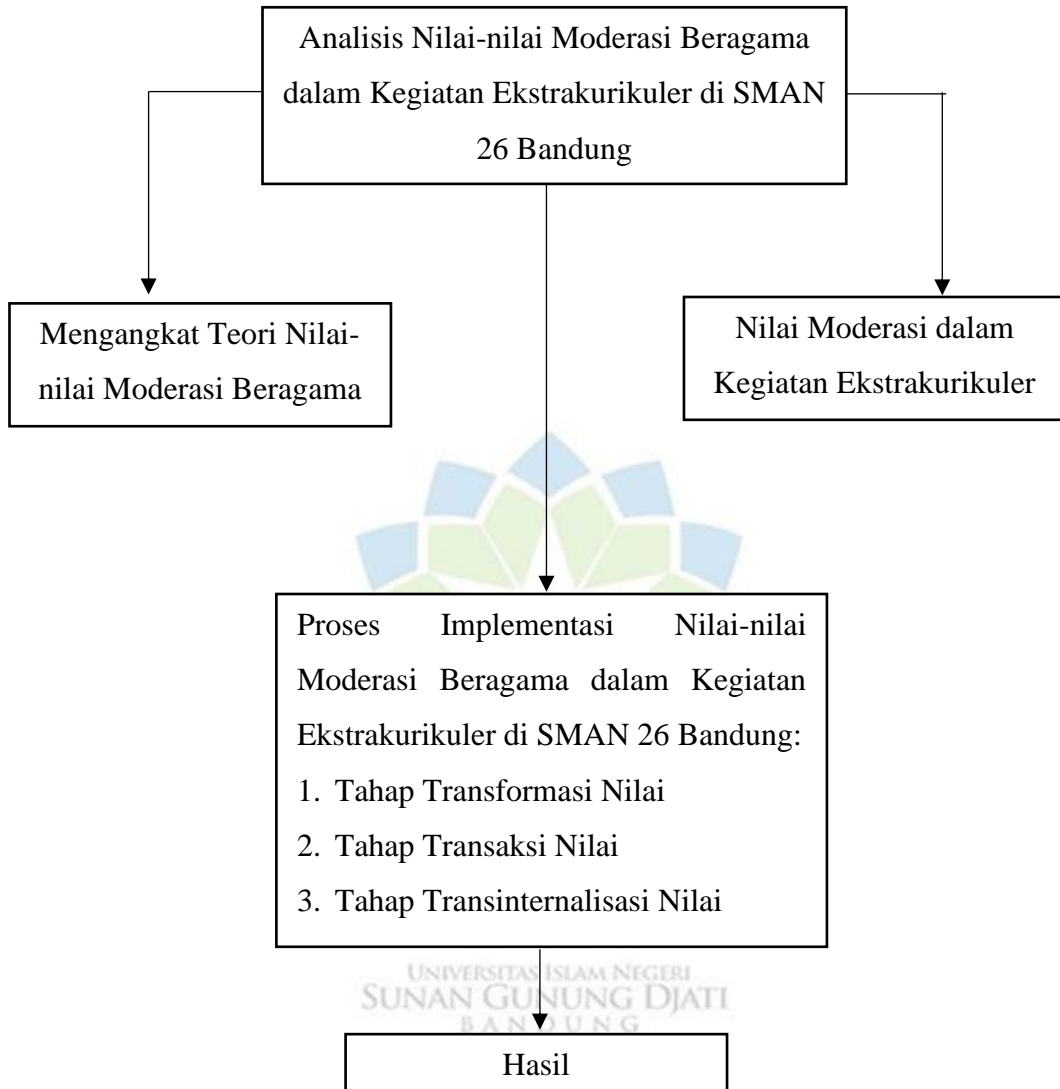 Analisis Nilai-nilai Moderasi Beragama
dalam Kegiatan Ekstrakurikuler di SMAN
26 Bandung
Mengangkat Teori Nilai-
nilai Moderasi Beragama
Nilai Moderasi dalam
Kegiatan Ekstrakurikuler
Proses Implementasi Nilai-nilai
Moderasi Beragama dalam Kegiatan
Ekstrakurikuler di SMAN 26 Bandung:
1. Tahap Transformasi Nilai
2. Tahap Transaksi Nilai
3. Tahap Transinternalisasi Nilai
UNIVERSITAS ISLAM NEGERI
SUNAN GUNUNG DJATI
BANDUNG
Hasil